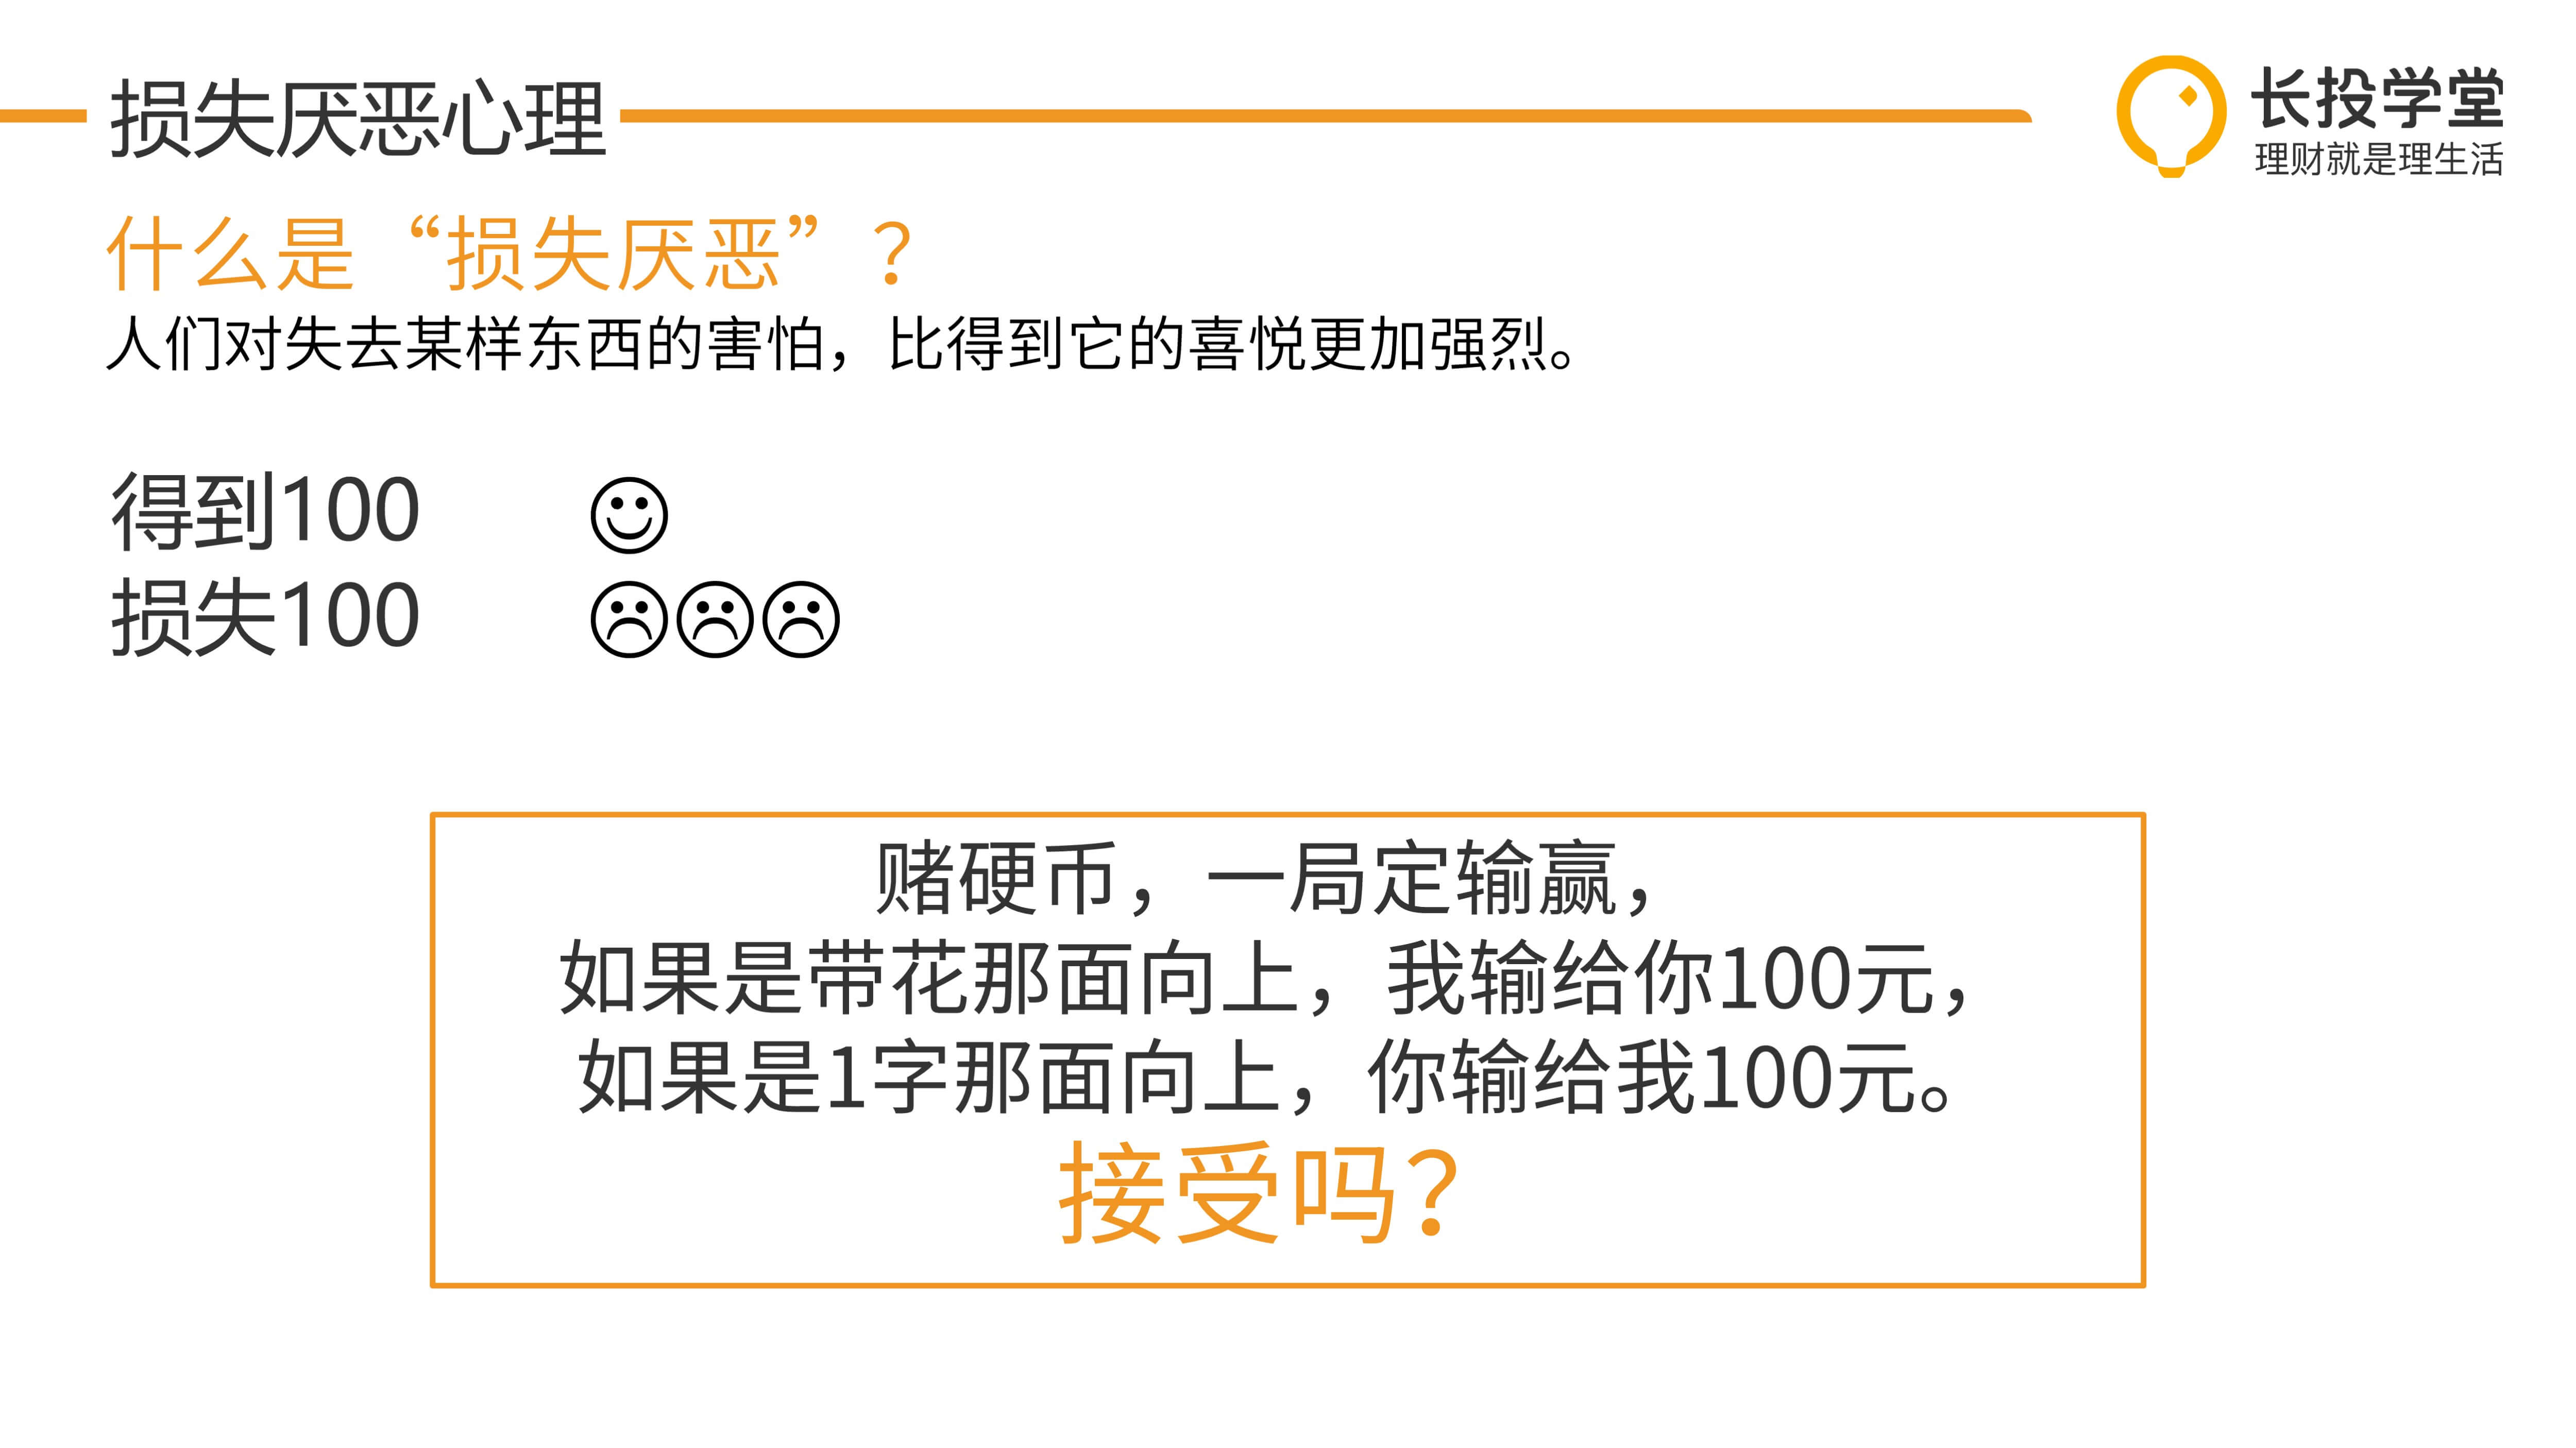 损失厌恶心理
长投学堂
理财就是理生活
什么是“损失厌恶”？
人们对失去某样东西的害怕，比得到它的喜悦更加强烈。
得到100
损失100
赌硬币，一局定输赢，
如果是带花那面向上，我输给你100元，
如果是1字那面向上，你输给我100元。
接受吗？